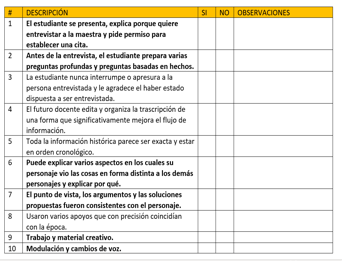 # DESCRIPCIÓN SI NO OBSERVACIONES
1 El estudiante se presenta, explica porque quiere
entrevistar a la maestra y pide permiso para
establecer una cita.
2 Antes de la entrevista, el estudiante prepara varias
preguntas profundas y preguntas basadas en hechos.
3 La estudiante nunca interrumpe o apresura a la
persona entrevistada y le agradece el haber estado
dispuesta a ser entrevistada.
4 El futuro docente edita y organiza la trascripción de
una forma que significativamente mejora el flujo de
información.
5 Toda la información histórica parece ser exacta y estar
en orden cronológico.
6 Puede explicar varios aspectos en los cuales su
personaje vio las cosas en forma distinta a los demás
personajes y explicar por qué.
7 El punto de vista, los argumentos y las soluciones
propuestas fueron consistentes con el personaje.
8 Usaron varios apoyos que con precisión coincidían
con la época.
9 Trabajo y material creativo.
10 Modulación y cambios de voz.